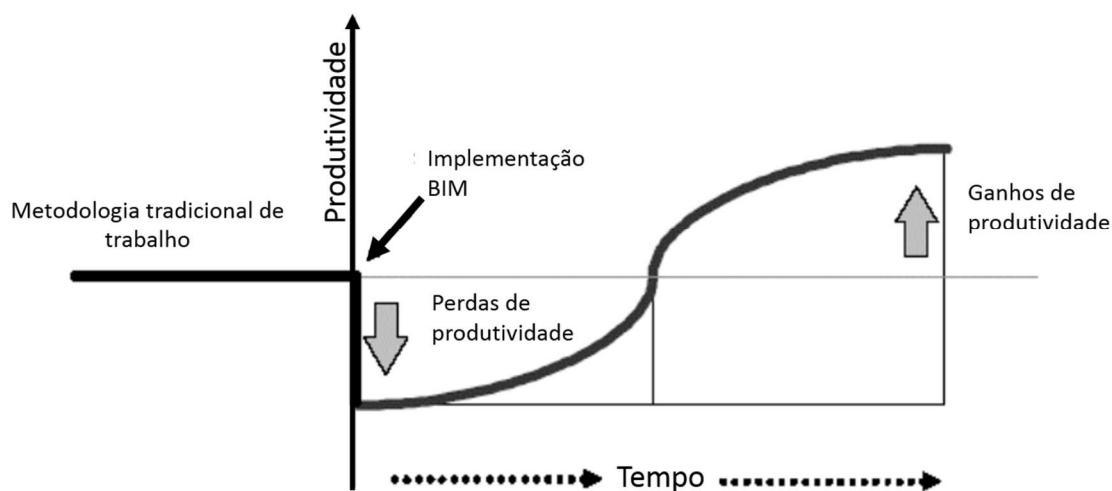 Produtividade
Implementação
BIM
Metodologia tradicional de
trabalho
Ganhos de
produtividade
Perdas de
produtividade
Tempo